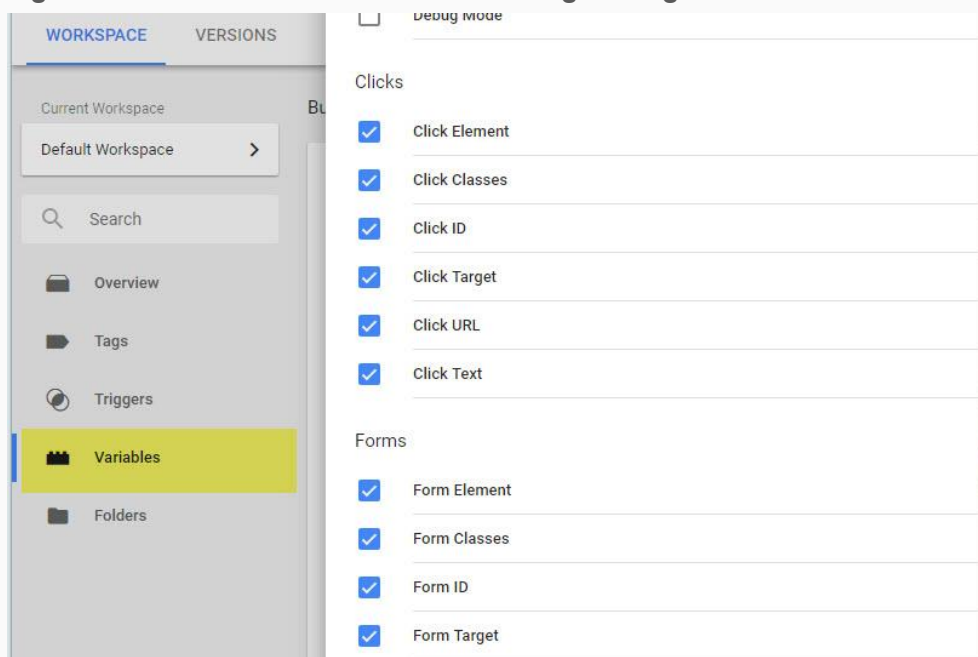 WORKSPACE VERSIONS
Current Workspace
Default Workspace
Search
Overview
Tags
Triggers
Variables
Folders
Bu
Debug Mode
Clicks
Click Element
Click Classes
Click ID
Click Target
Click URL
Click Text
Forms
Form Element
Form Classes
Form ID
Form Target